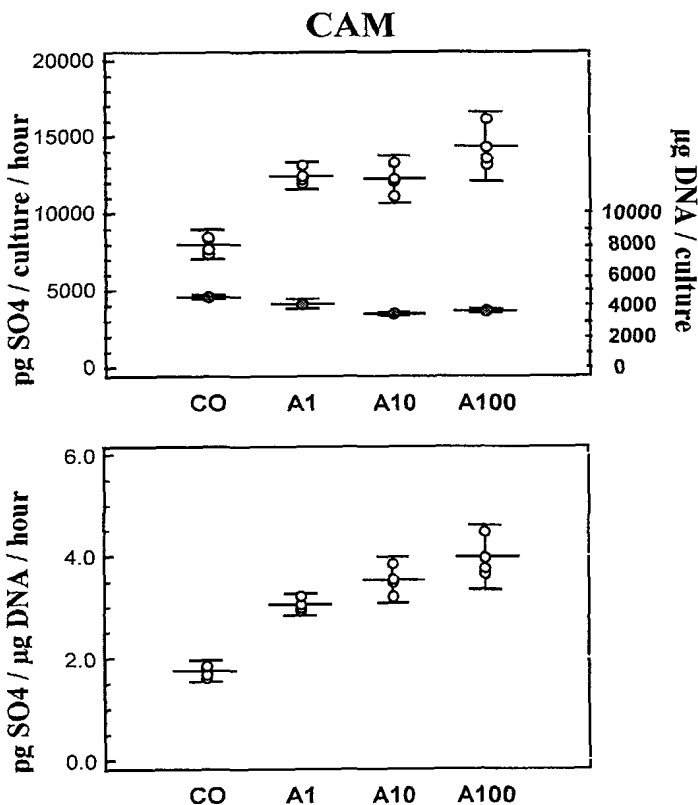 CAM
pg SO4 / culture / hour
20000
15000
10000
5000
0
µg DNA / culture
10000
8000
6000
4000
2000
0
CO A1 A10 A100
pg SO4 / µg DNA / hour
6.0
4.0
2.0
0.0
CO A1 A10 A100